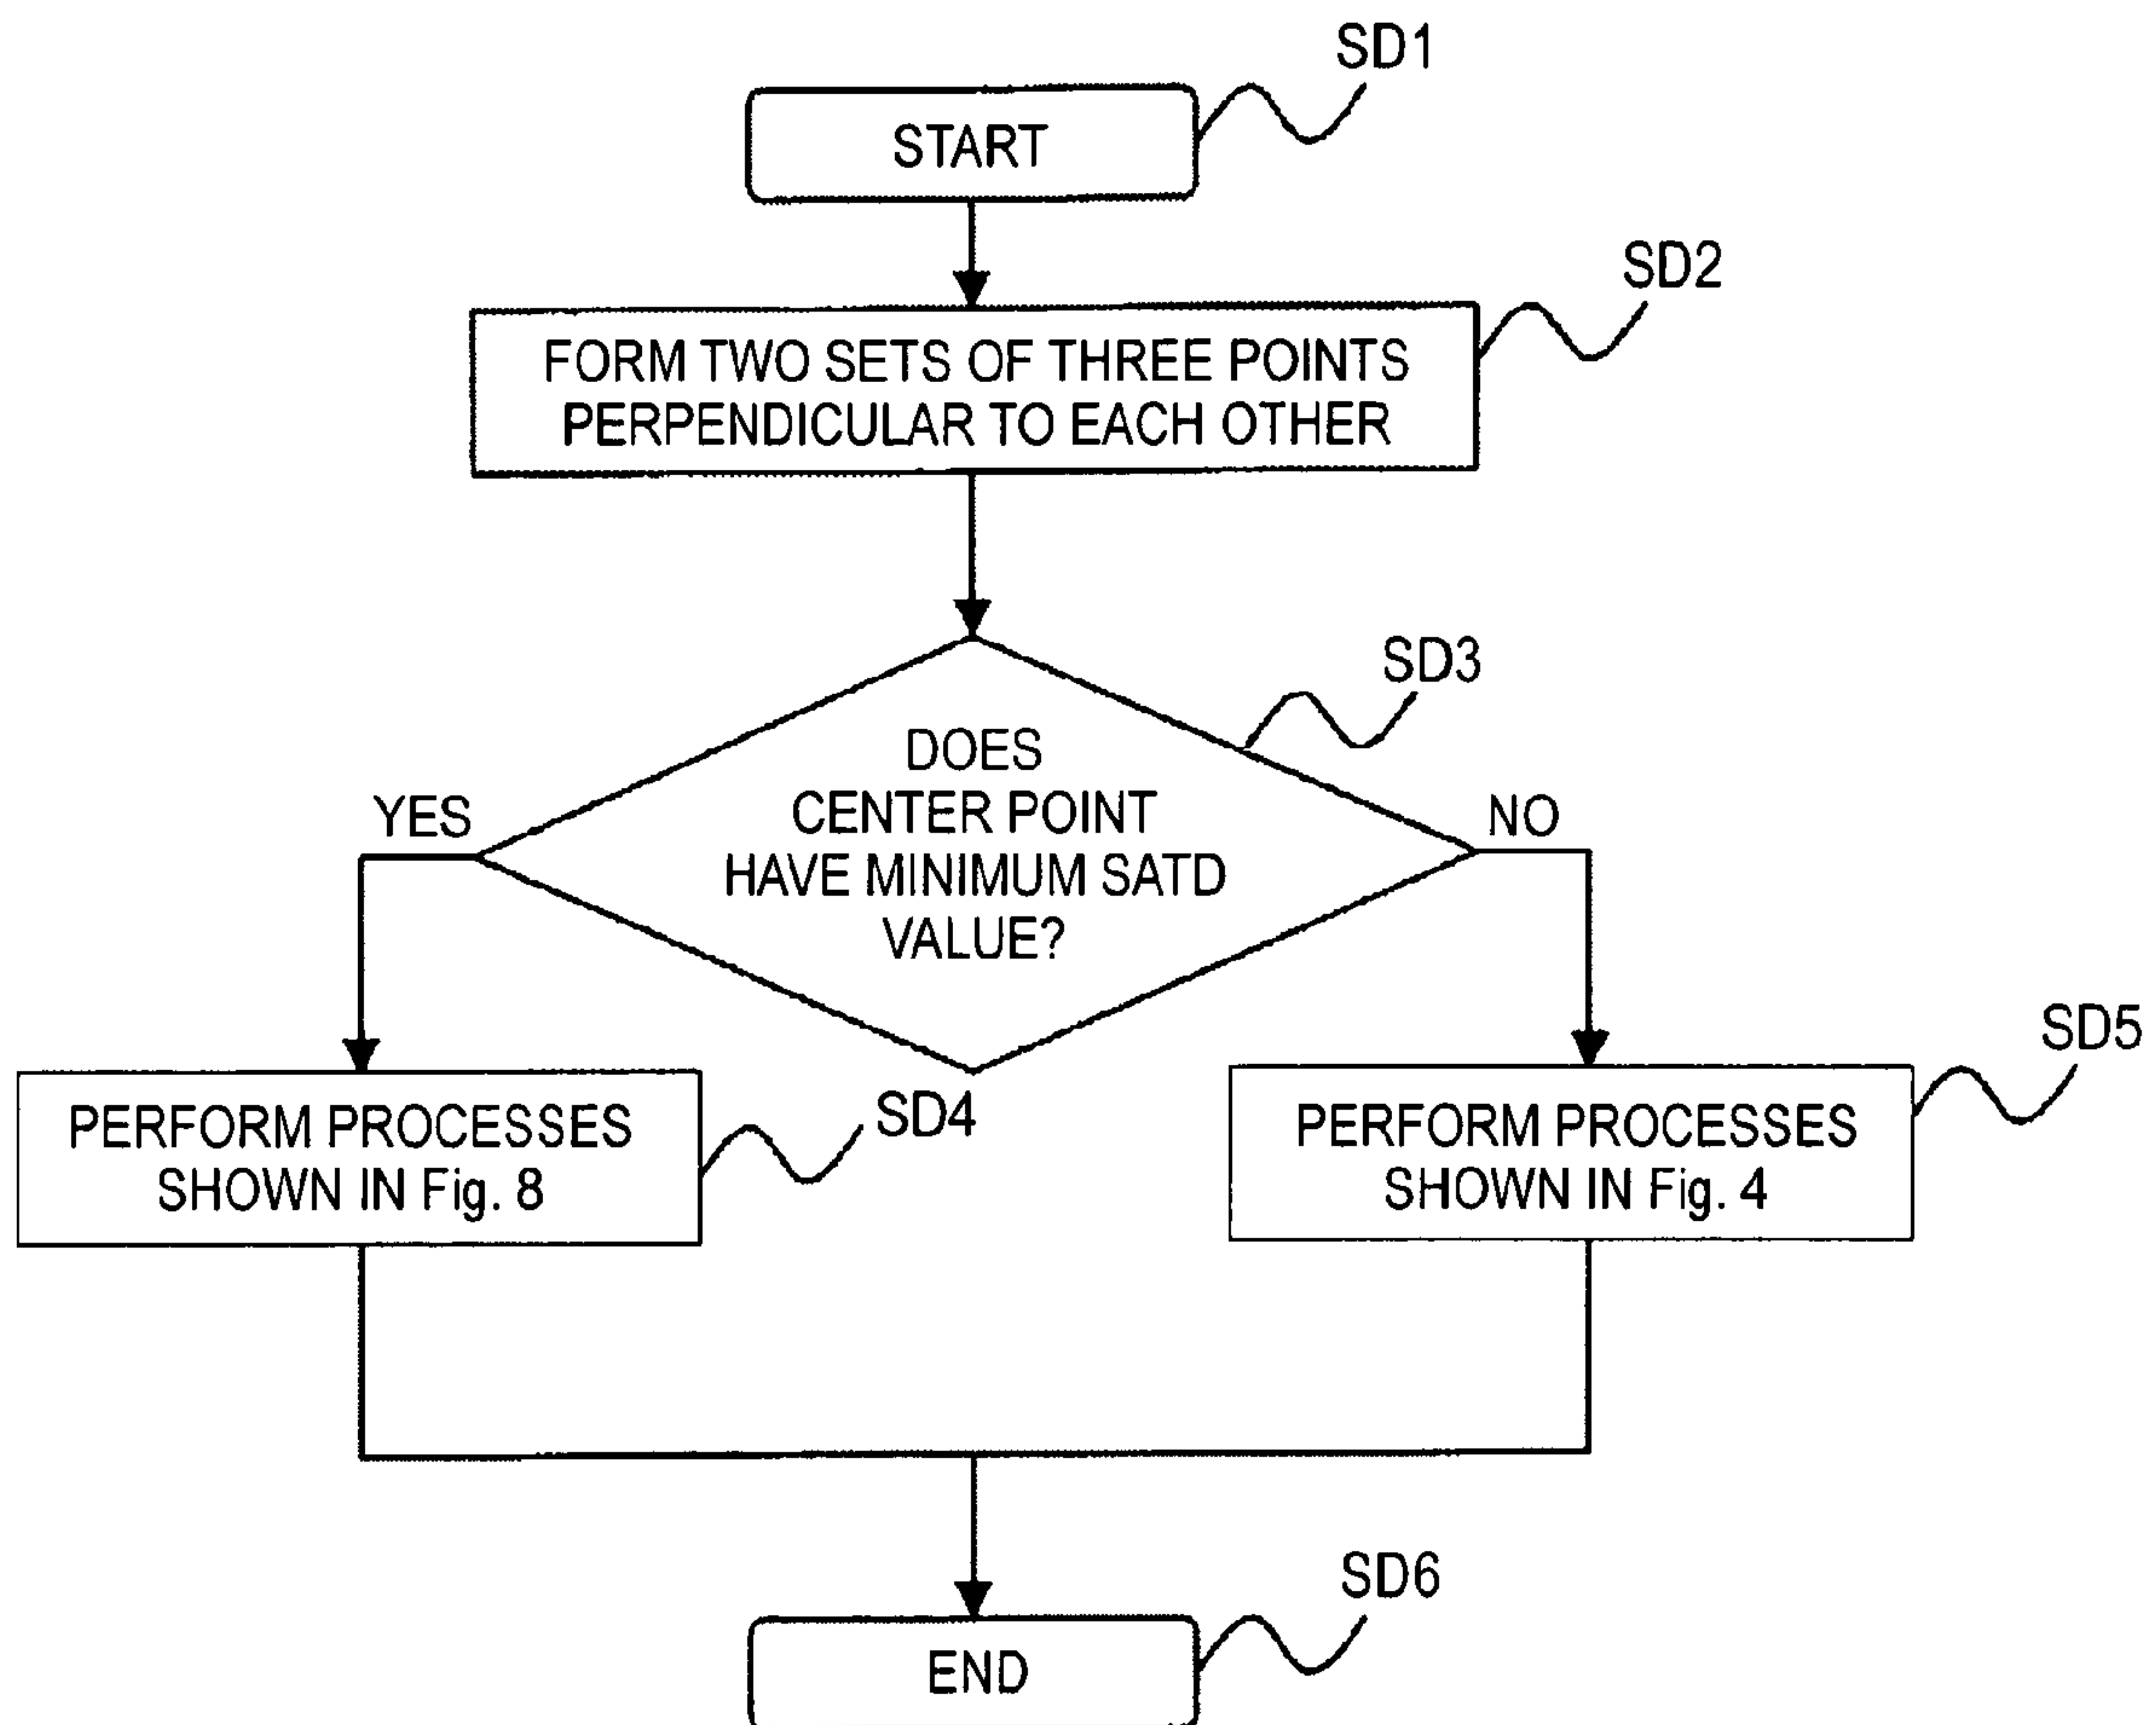 SD1
START
SD2
FORM TWO SETS OF THREE POINTS
PERPENDICULAR TO EACH OTHER
SD3
DOES
CENTER POINT
HAVE MINIMUM SATD
VALUE?
YES
NO
SD4
PERFORM PROCESSES
SHOWN IN Fig. 8
SD5
PERFORM PROCESSES
SHOWN IN Fig. 4
SD6
END